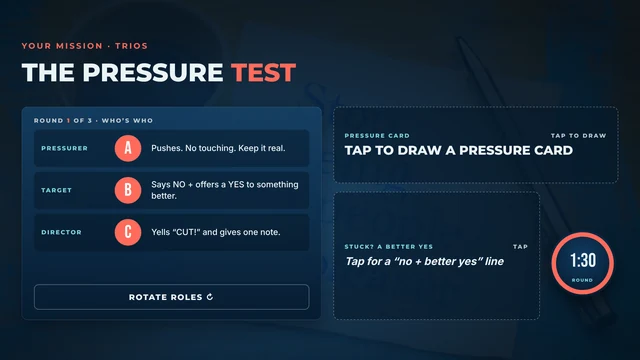 YOUR MISSION · TRIOS
THE PRESSURE TEST
ROUND 1 OF 3 · WHO'S WHO
PRESSURER
A
Pushes. No touching. Keep it real.
TARGET
B
Says NO + offers a YES to something
better.
DIRECTOR
C
Yells “CUT!” and gives one note.
ROTATE ROLES ↻
PRESSURE CARD
TAP TO DRAW
TAP TO DRAW A PRESSURE CARD
STUCK? A BETTER YES
TAP
Tap for a “no + better yes” line
1:30
ROUND